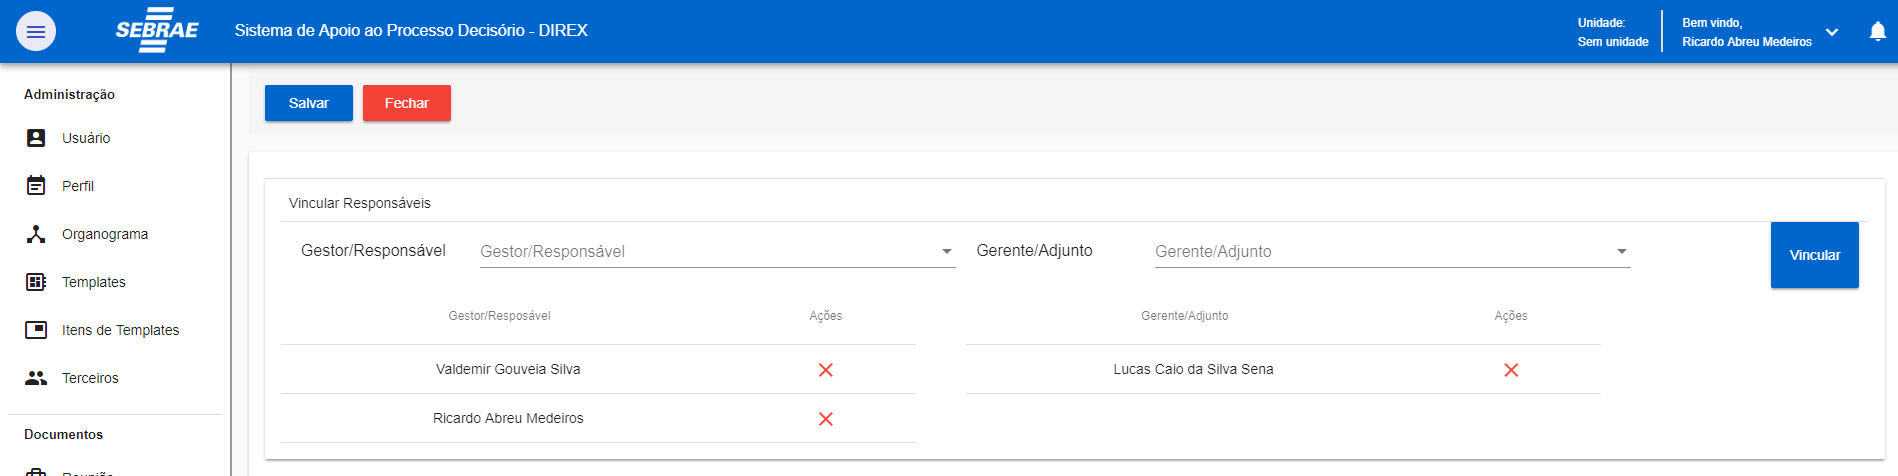 SEBRAE
Sistema de Apoio ao Processo Decisório - DIREX
Unidade:
Sem unidade
Bem vindo,
Ricardo Abreu Medeiros
Administração
Usuário
Perfil
Organograma
Templates
Itens de Templates
Terceiros
Documentos
Reunião
Salvar
Fechar
Vincular Responsáveis
Gestor/Responsável
Gestor/Responsável
Gerente/Adjunto
Gerente/Adjunto
Vincular
Gestor/Resposável
Ações
Gerente/Adjunto
Ações
Valdemir Gouveia Silva
Lucas Caio da Silva Sena
Ricardo Abreu Medeiros